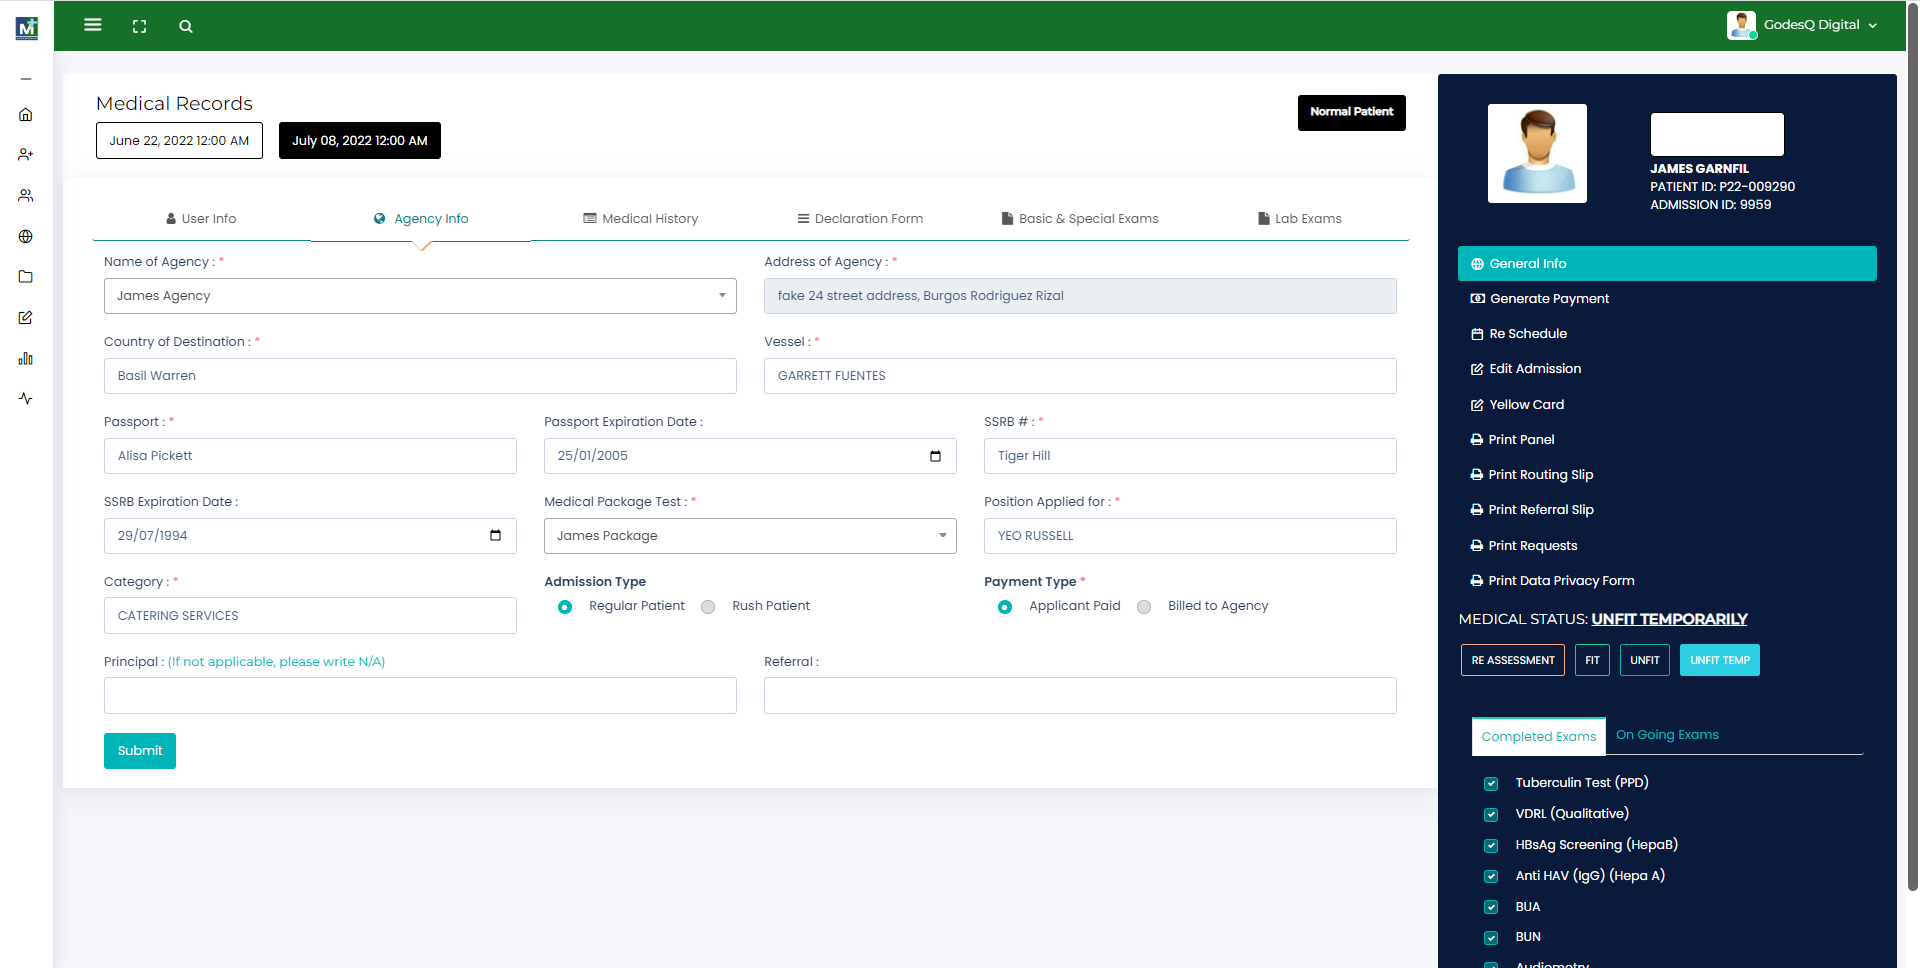 M
GodesQ Digital
Medical Records
June 22, 2022 12:00 AM
July 08, 2022 12:00 AM
Normal Patient
User Info
Agency Info
Medical History
Declaration Form
Basic & Special Exams
Lab Exams
Name of Agency : *
James Agency
Address of Agency : *
fake 24 street address, Burgos Rodriguez Rizal
Country of Destination : *
Basil Warren
Vessel : *
GARRETT FUENTES
Passport : *
Alisa Pickett
Passport Expiration Date :
25/01/2005
SSRB # : *
Tiger Hill
SSRB Expiration Date :
29/07/1994
Medical Package Test : *
James Package
Position Applied for : *
YEO RUSSELL
Category : *
CATERING SERVICES
Admission Type
Regular Patient
Rush Patient
Payment Type *
Applicant Paid
Billed to Agency
Principal : (If not applicable, please write N/A)
Referral :
Submit
JAMES GARNFIL
PATIENT ID: P22-009290
ADMISSION ID: 9959
General Info
Generate Payment
Re Schedule
Edit Admission
Yellow Card
Print Panel
Print Routing Slip
Print Referral Slip
Print Requests
Print Data Privacy Form
MEDICAL STATUS: UNFIT TEMPORARILY
RE ASSESSMENT
FIT
UNFIT
UNFIT TEMP
Completed Exams
On Going Exams
Tuberculin Test (PPD)
VDRL (Qualitative)
HBsAg Screening (HepaB)
Anti HAV (IgG) (Hepa A)
BUA
BUN
Audiometry